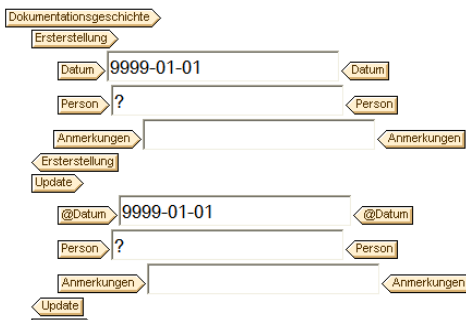 Dokumentationsgeschichte
Ersterstellung
Datum 9999-01-01 Datum
Person ? Person
Anmerkungen Anmerkungen
Ersterstellung
Update
@Datum 9999-01-01 @Datum
Person ? Person
Anmerkungen Anmerkungen
Update